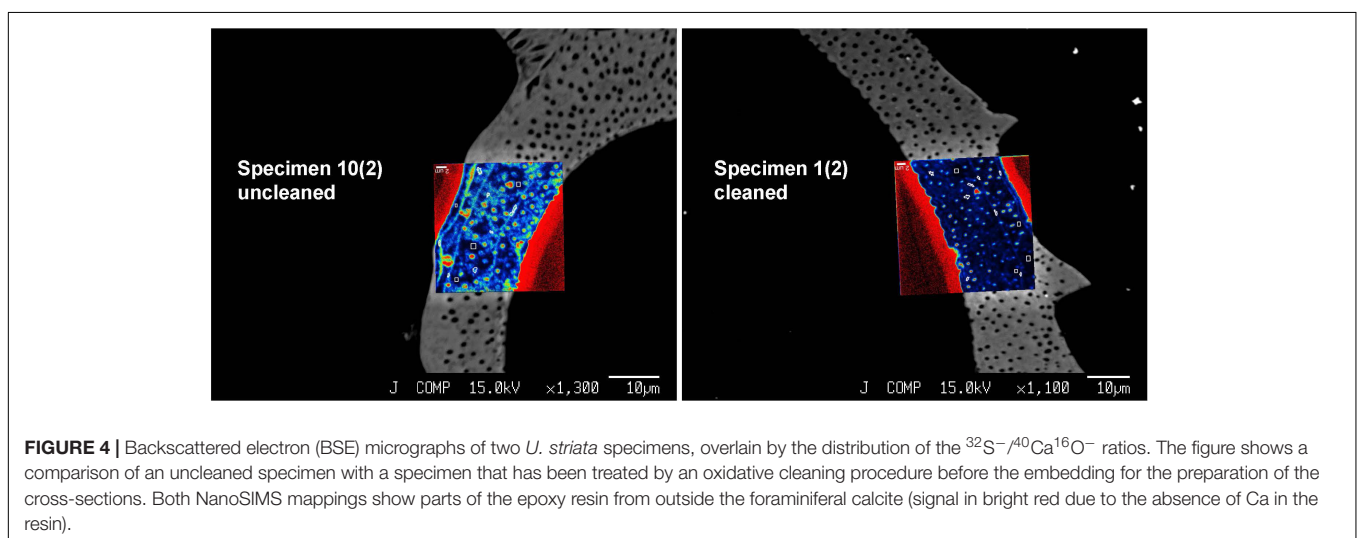 Specimen 10(2)
uncleaned
2 µm
J COMP 15.0kV ×1,300 10µm
Specimen 1(2)
cleaned
2 µm
J COMP 15.0kV ×1,100 10µm
FIGURE 4 | Backscattered electron (BSE) micrographs of two U. striata specimens, overlain by the distribution of the ³²S⁻/⁴⁰Ca¹⁶O⁻ ratios. The figure shows a
comparison of an uncleaned specimen with a specimen that has been treated by an oxidative cleaning procedure before the embedding for the preparation of the
cross-sections. Both NanoSIMS mappings show parts of the epoxy resin from outside the foraminiferal calcite (signal in bright red due to the absence of Ca in the
resin).